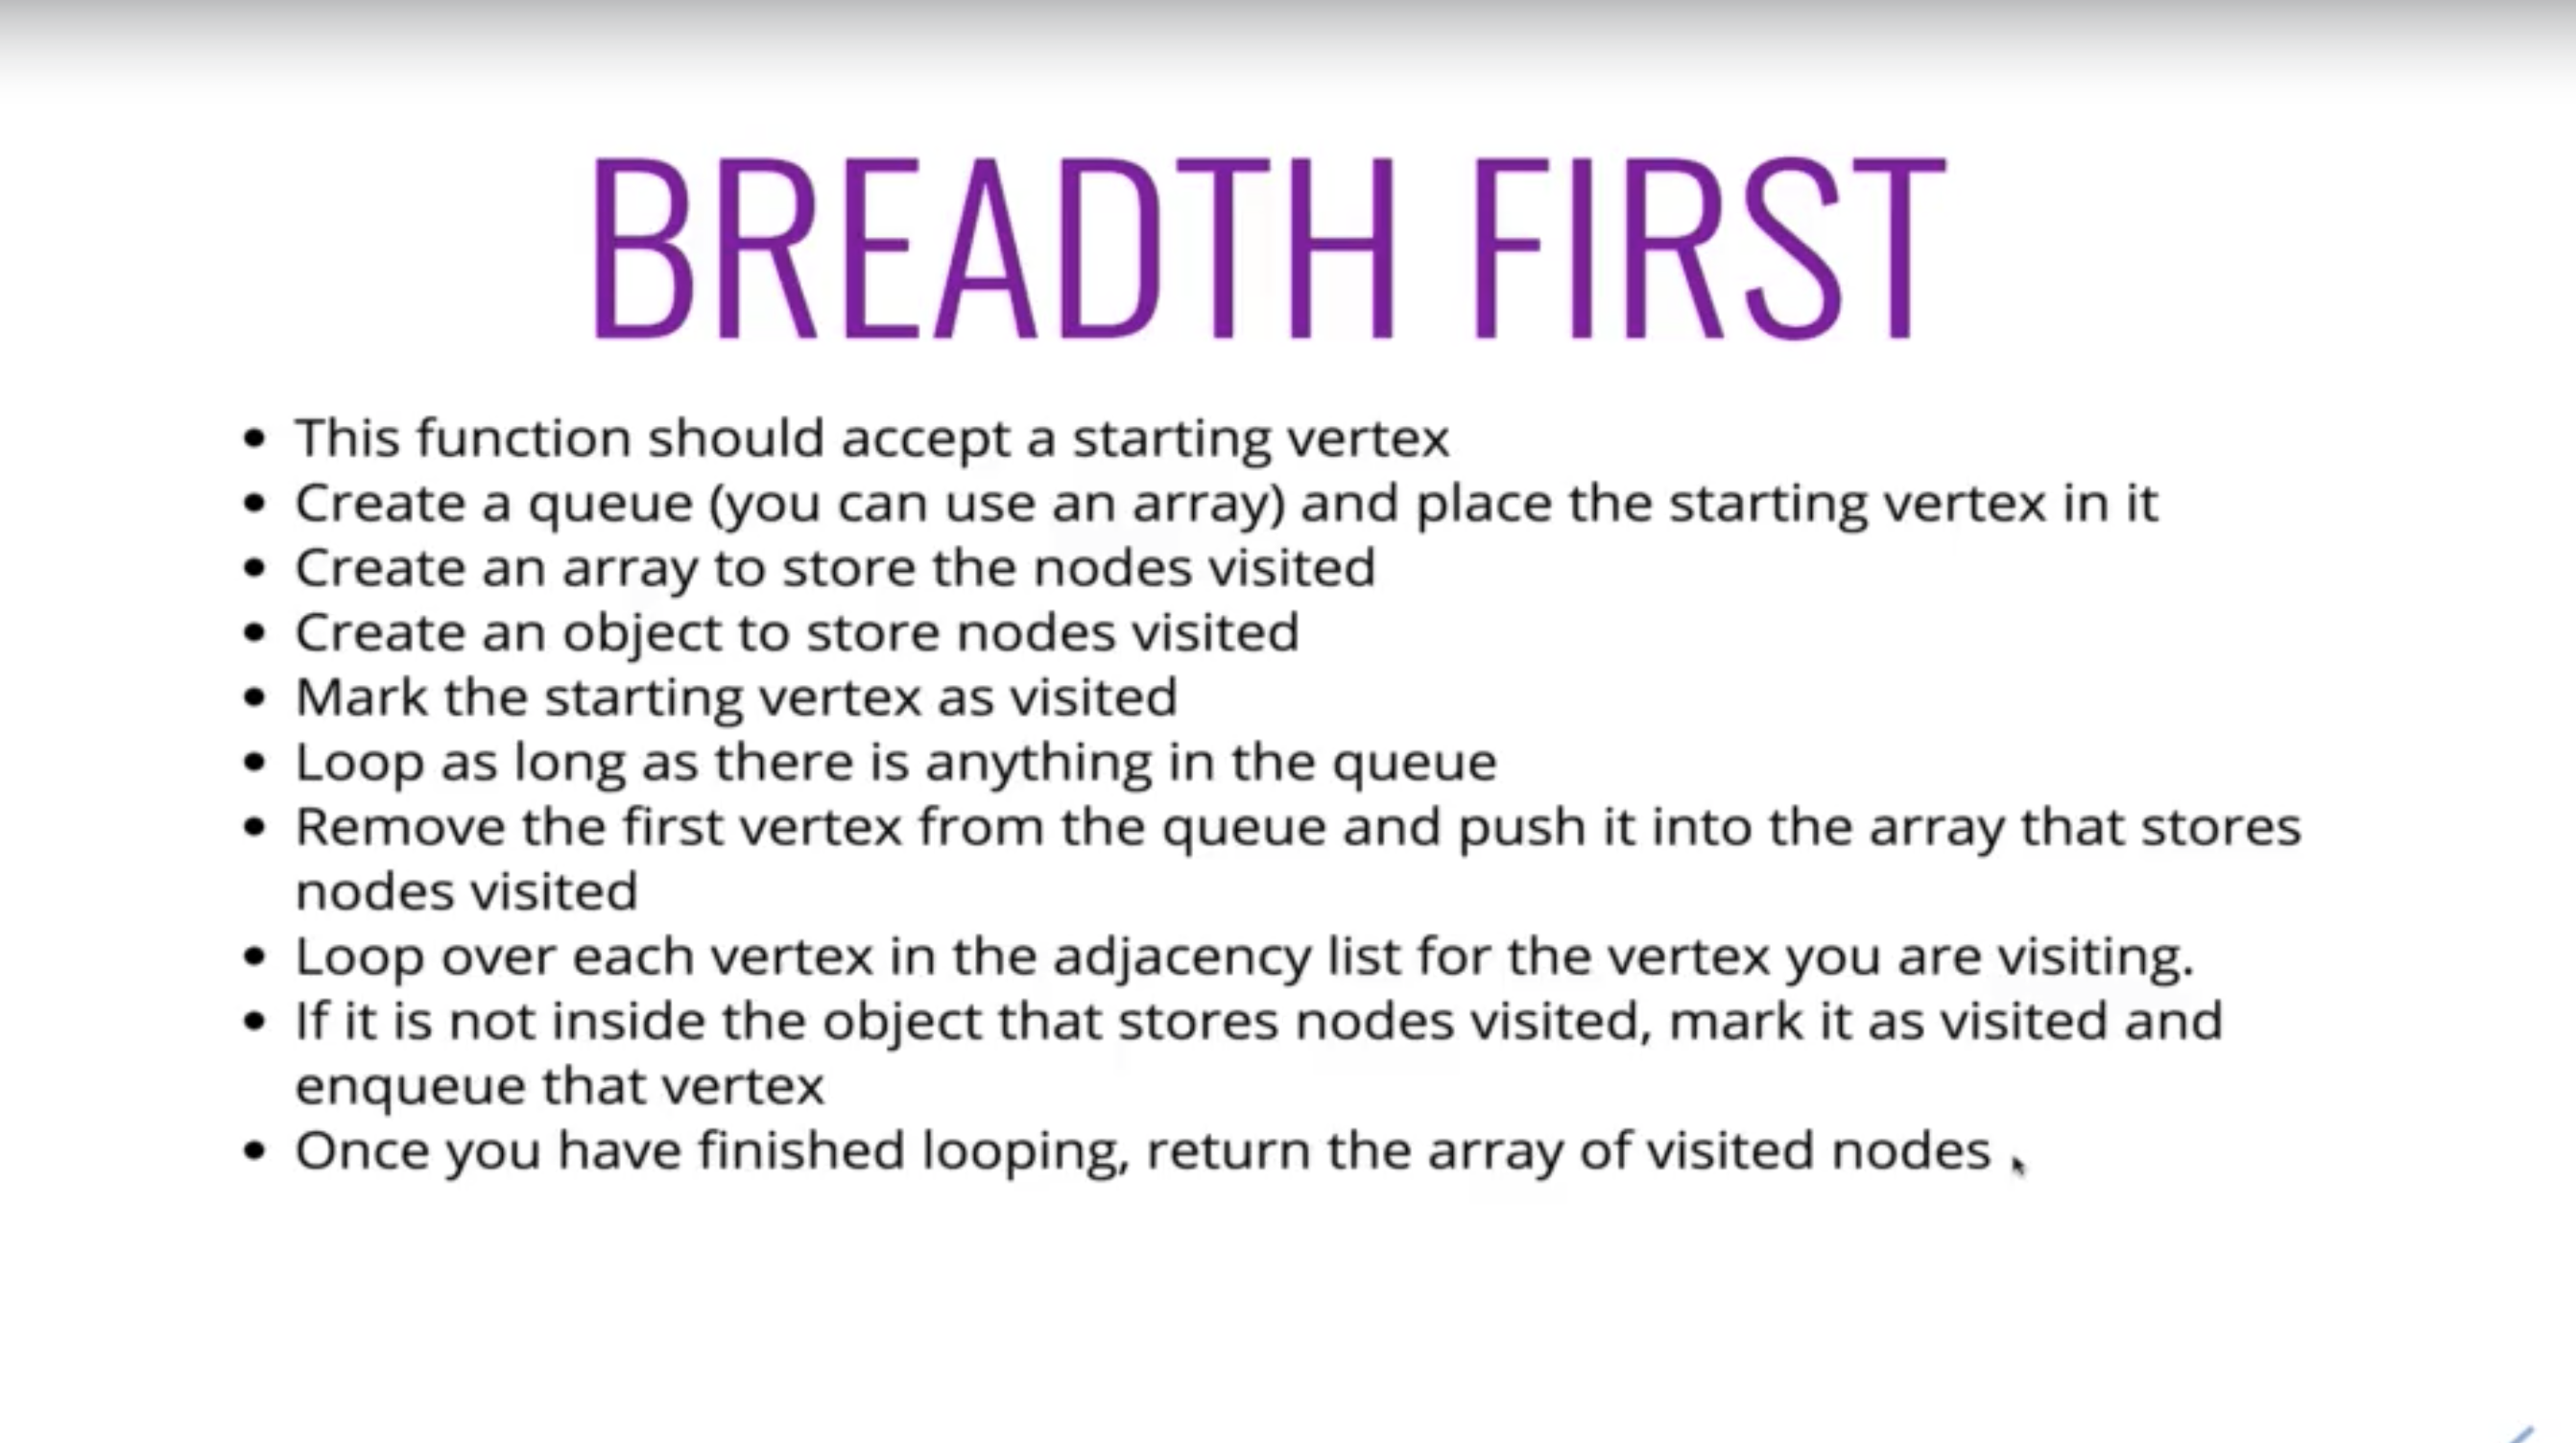 BREADTH FIRST
• This function should accept a starting vertex
• Create a queue (you can use an array) and place the starting vertex in it
• Create an array to store the nodes visited
• Create an object to store nodes visited
• Mark the starting vertex as visited
• Loop as long as there is anything in the queue
• Remove the first vertex from the queue and push it into the array that stores
nodes visited
• Loop over each vertex in the adjacency list for the vertex you are visiting.
• If it is not inside the object that stores nodes visited, mark it as visited and
enqueue that vertex
• Once you have finished looping, return the array of visited nodes